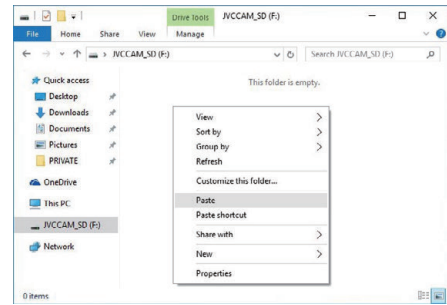 Drive Tools JVCCAM_SD (F:)
File Home Share View Manage
JVCCAM_SD (F:) Search JVCCAM_SD (F:)
Quick access
Desktop
Downloads
Documents
Pictures
PRIVATE
OneDrive
This PC
JVCCAM_SD (F:)
Network
This folder is empty.
View
Sort by
Group by
Refresh
Customize this folder...
Paste
Paste shortcut
Share with
New
Properties
0 items